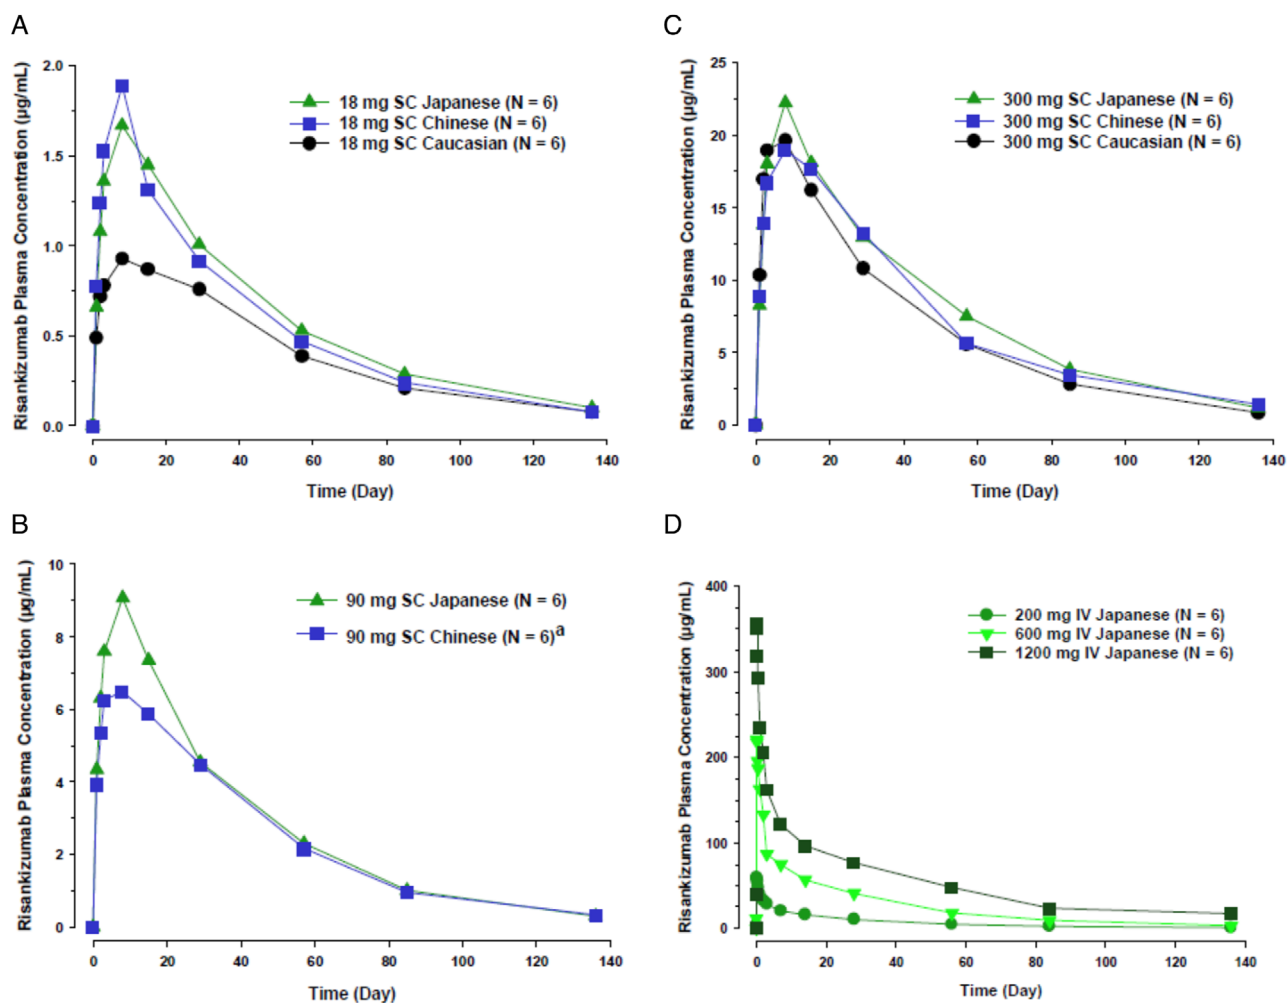 A
Risankizumab Plasma Concentration (µg/mL)
2.0
1.5
1.0
0.5
0.0
18 mg SC Japanese (N = 6)
18 mg SC Chinese (N = 6)
18 mg SC Caucasian (N = 6)
0 20 40 60 80 100 120 140
Time (Day)
C
Risankizumab Plasma Concentration (µg/mL)
25
20
15
10
5
0
300 mg SC Japanese (N = 6)
300 mg SC Chinese (N = 6)
300 mg SC Caucasian (N = 6)
0 20 40 60 80 100 120 140
Time (Day)
B
Risankizumab Plasma Concentration (µg/mL)
10
8
6
4
2
0
90 mg SC Japanese (N = 6)
90 mg SC Chinese (N = 6)a
0 20 40 60 80 100 120 140
Time (Day)
D
Risankizumab Plasma Concentration (µg/mL)
400
300
200
100
0
200 mg IV Japanese (N = 6)
600 mg IV Japanese (N = 6)
1200 mg IV Japanese (N = 6)
0 20 40 60 80 100 120 140
Time (Day)